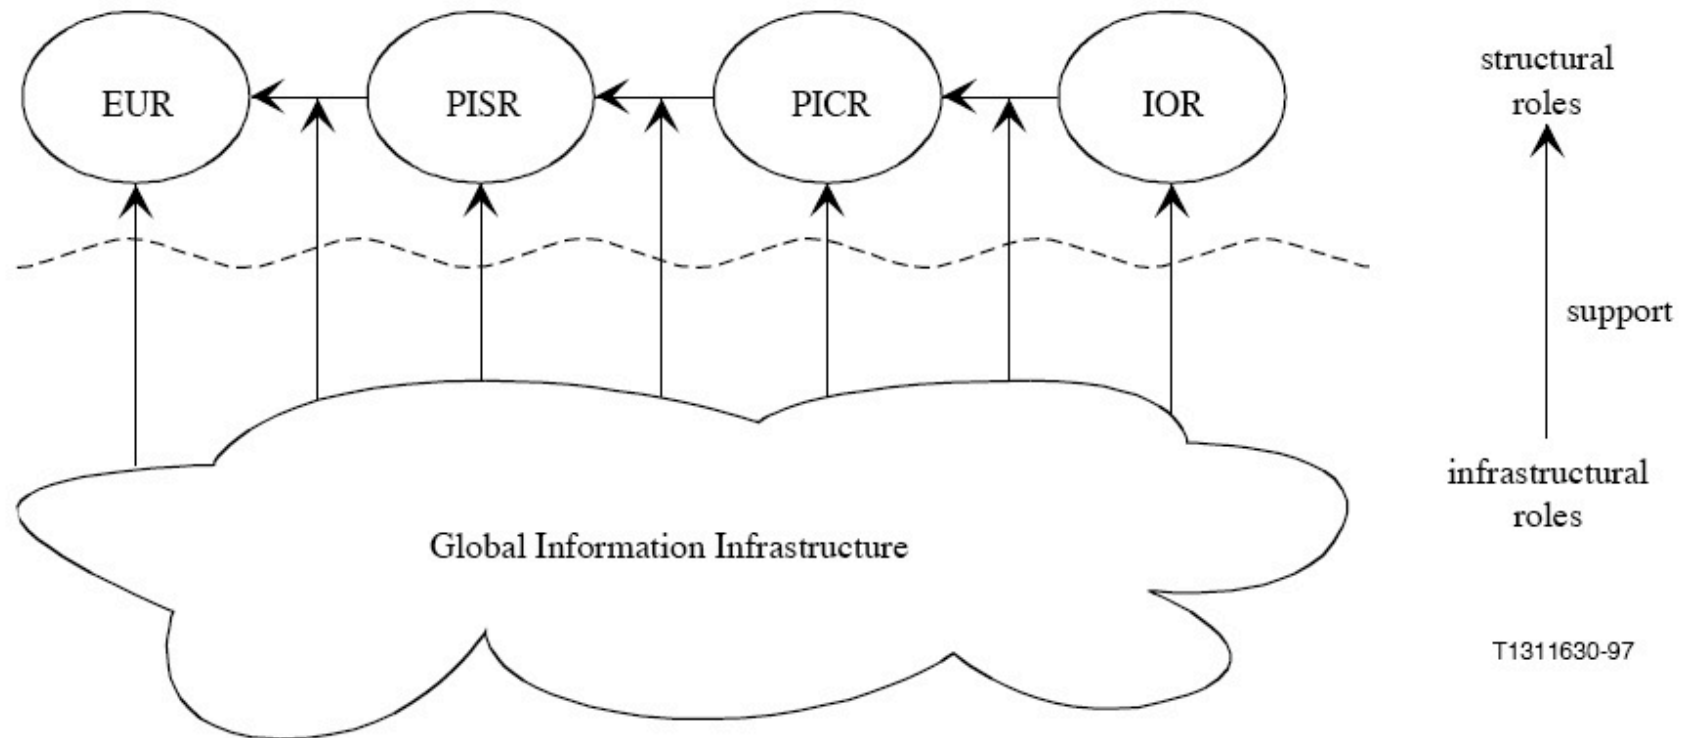 EUR
PISR
PICR
IOR
structural
roles
support
infrastructural
roles
Global Information Infrastructure
T1311630-97